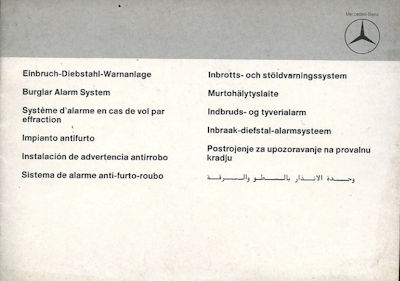 Mercedes-Benz
Einbruch-Diebstahl-Warnanlage
Burglar Alarm System
Système d'alarme en cas de vol par
effraction
Impianto antifurto
Instalación de advertencia antirrobo
Sistema de alarme anti-furto-roubo
Inbrotts- och stöldvarningssystem
Murtohälytyslaite
Indbruds- og tyverialarm
Inbraak-diefstal-alarmsysteem
Postrojenje za upozoravanje na provalnu
kradju
وحدة الانذار بالسطو والسرقة